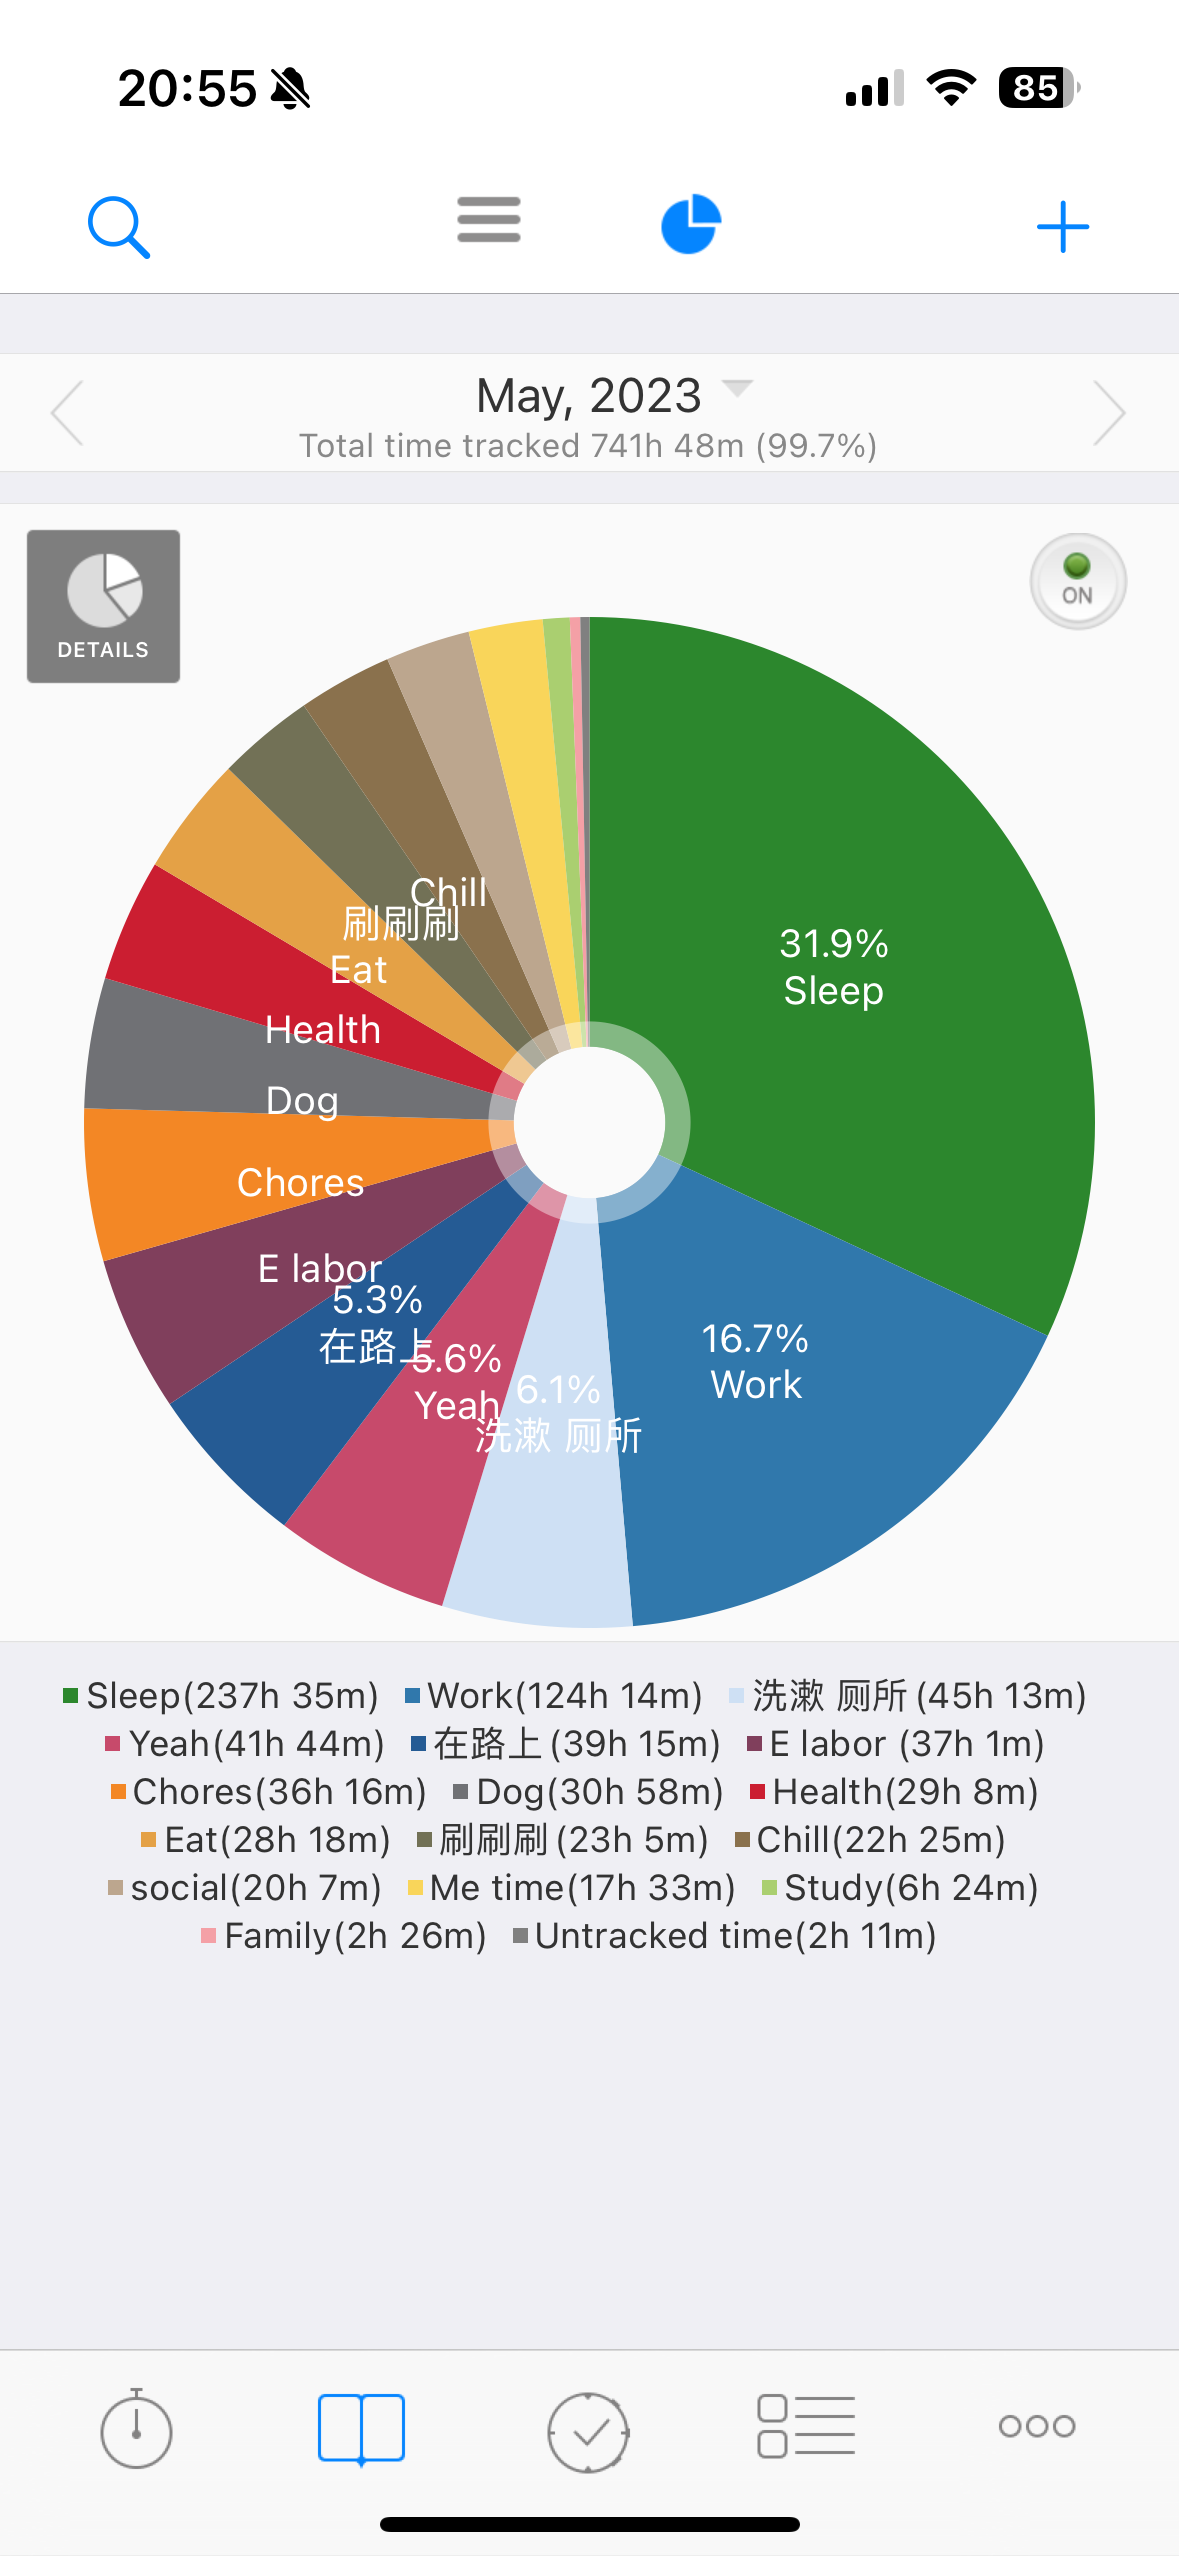 20:55
85
May, 2023
Total time tracked 741h 48m (99.7%)
DETAILS
ON
31.9%
Sleep
16.7%
Work
6.1%
洗漱 厕所
5.6%
Yeah
5.3%
在路上
E labor
Chores
Dog
Health
Eat
刷刷刷
Chill
Sleep(237h 35m) Work(124h 14m) 洗漱 厕所 (45h 13m)
Yeah(41h 44m) 在路上 (39h 15m) E labor (37h 1m)
Chores(36h 16m) Dog(30h 58m) Health(29h 8m)
Eat(28h 18m) 刷刷刷 (23h 5m) Chill(22h 25m)
social(20h 7m) Me time(17h 33m) Study(6h 24m)
Family(2h 26m) Untracked time(2h 11m)